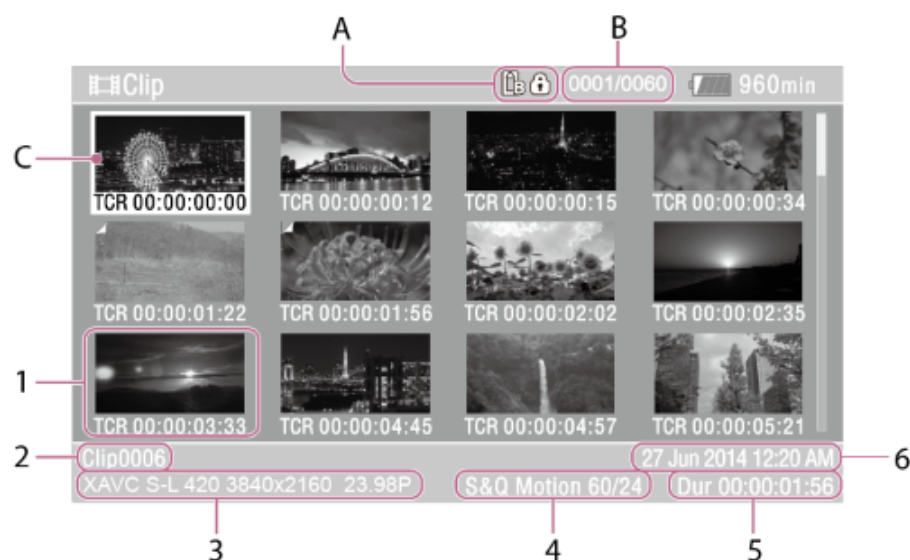 A
B
Clip
B
0001/0060
960min
C
TCR 00:00:00:00
TCR 00:00:00:12
TCR 00:00:00:15
TCR 00:00:00:34
TCR 00:00:01:22
TCR 00:00:01:56
TCR 00:00:02:02
TCR 00:00:02:35
1
TCR 00:00:03:33
TCR 00:00:04:45
TCR 00:00:04:57
TCR 00:00:05:21
2
Clip0006
27 Jun 2014 12:20 AM
6
XAVC S-L 420 3840x2160 23.98P
S&Q Motion 60/24
Dur 00:00:01:56
3
4
5